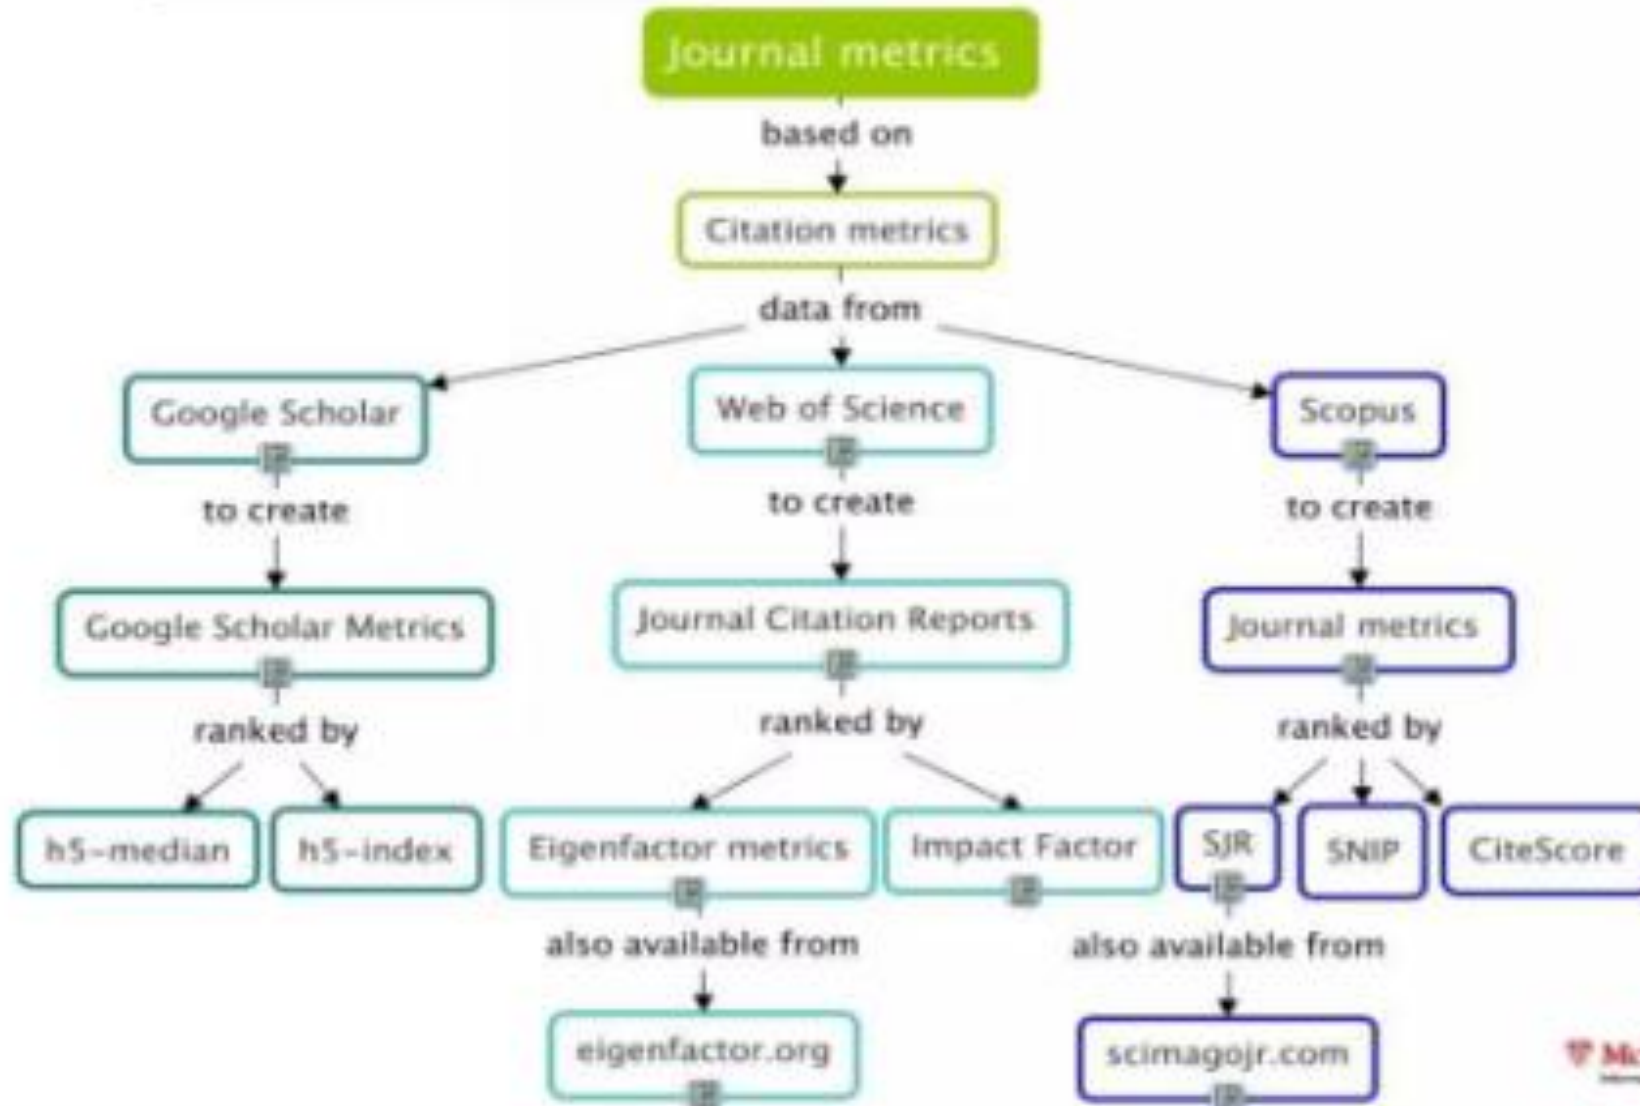 Journal metrics
based on
Citation metrics
data from
Google Scholar
Web of Science
Scopus
to create
to create
to create
Google Scholar Metrics
Journal Citation Reports
Journal metrics
ranked by
ranked by
ranked by
h5-median
h5-index
Eigenfactor metrics
Impact Factor
SJR
SNIP
CiteScore
also available from
also available from
eigenfactor.org
scimagojr.com